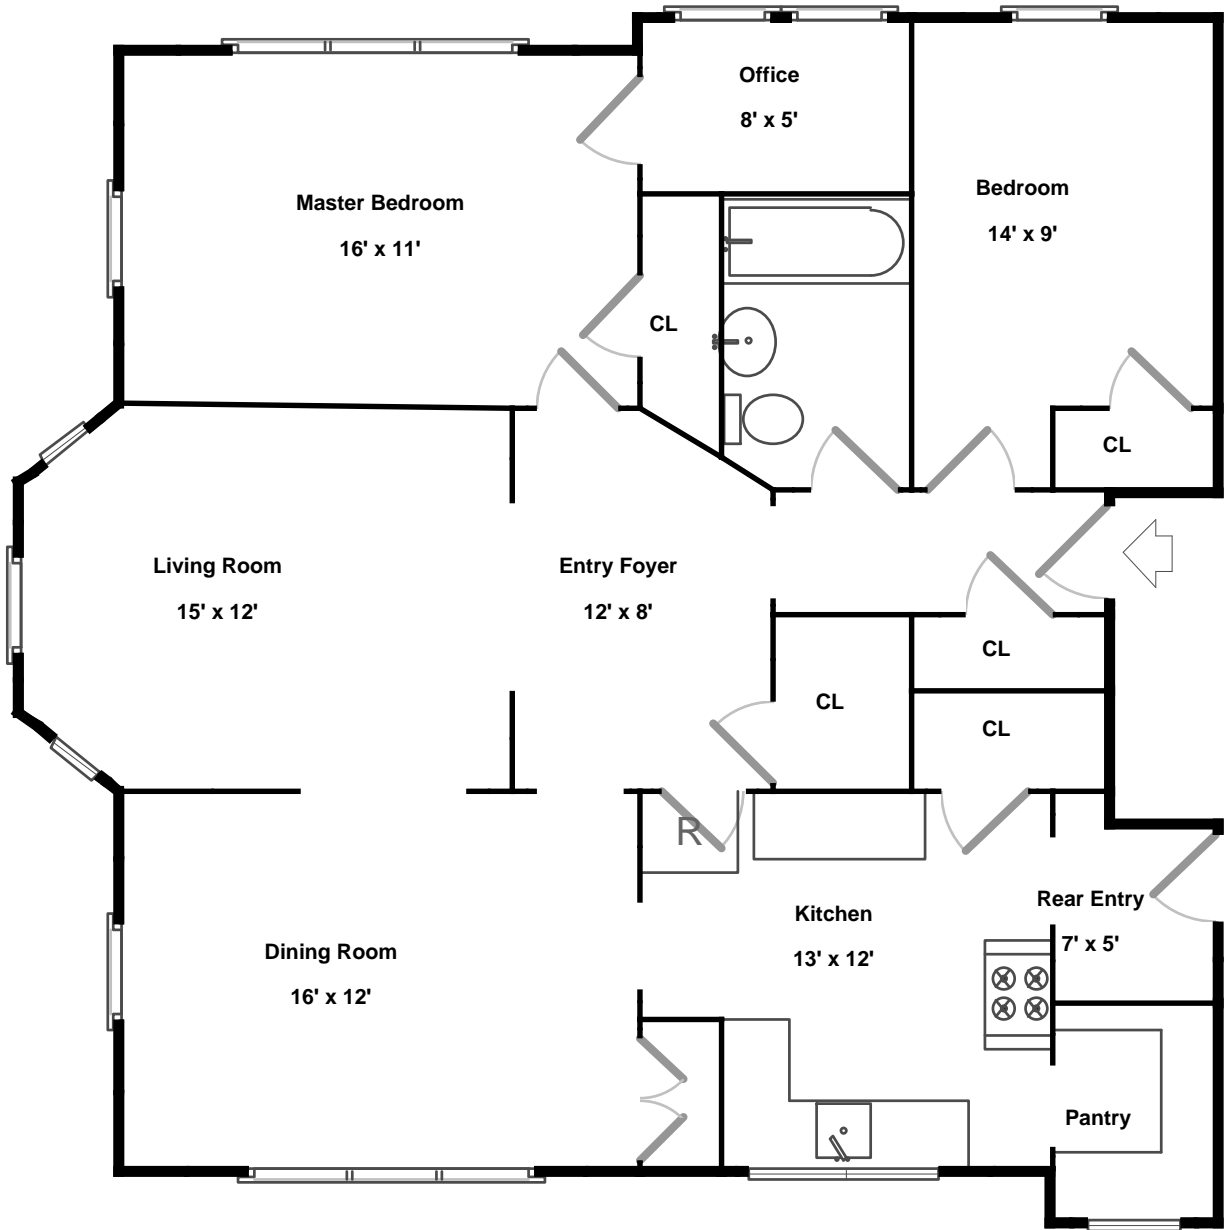 Office
8' x 5'
Master Bedroom
16' x 11'
Bedroom
14' x 9'
CL
CL
Living Room
15' x 12'
Entry Foyer
12' x 8'
CL
CL
CL
R
Kitchen
13' x 12'
Rear Entry
7' x 5'
Dining Room
16' x 12'
Pantry